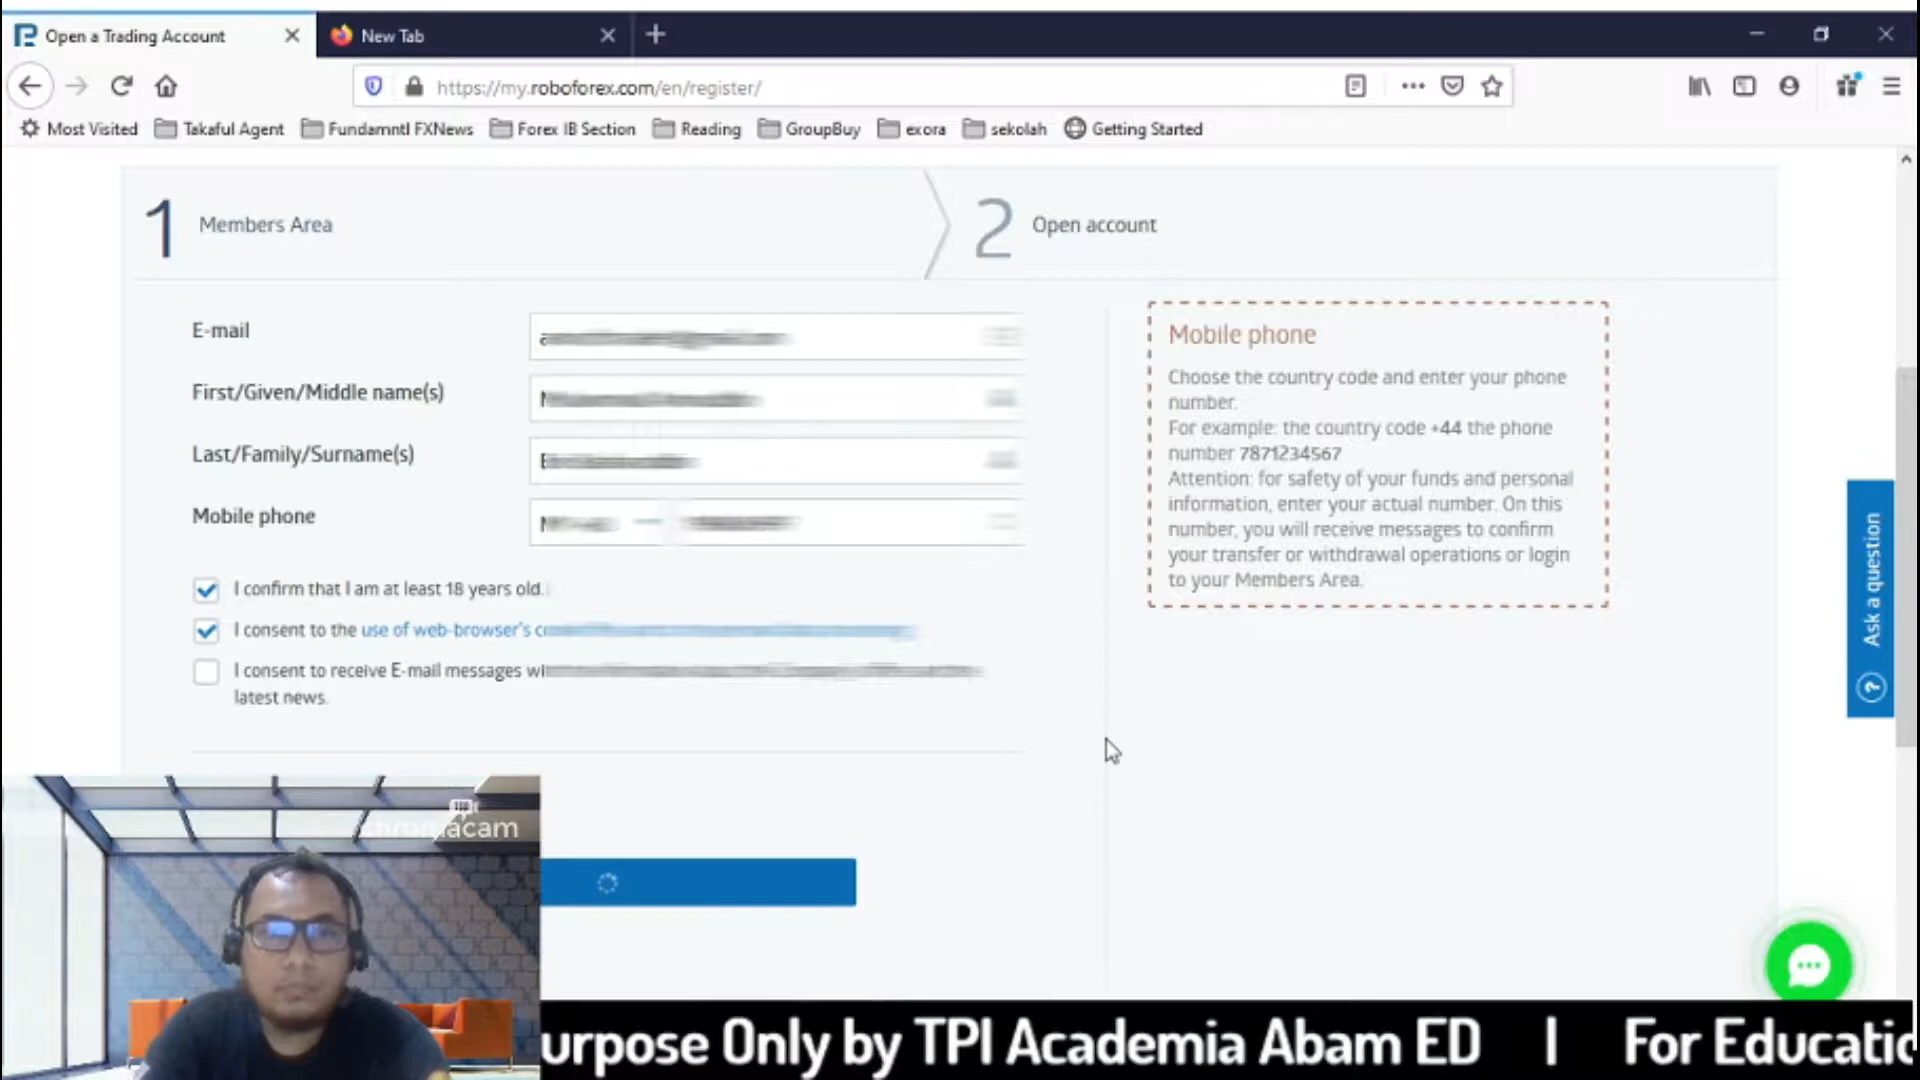 Open a Trading Account
New Tab
https://my.roboforex.com/en/register/
Most Visited
Takaful Agent
Fundamntl FXNews
Forex IB Section
Reading
GroupBuy
exora
sekolah
Getting Started
1 Members Area
2 Open account
E-mail
First/Given/Middle name(s)
Last/Family/Surname(s)
Mobile phone
I confirm that I am at least 18 years old.
I consent to the use of web-browser's
I consent to receive E-mail messages
latest news.
Mobile phone
Choose the country code and enter your phone
number.
For example: the country code +44 the phone
number 7871234567
Attention: for safety of your funds and personal
information, enter your actual number. On this
number, you will receive messages to confirm
your transfer or withdrawal operations or login
to your Members Area.
Ask a question
chromacam
urpose Only by TPI Academia Abam ED | For Educatio